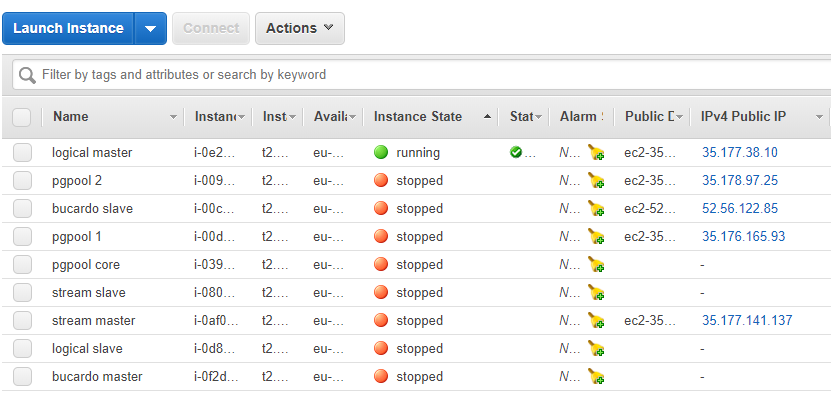 Launch Instance Connect Actions
Filter by tags and attributes or search by keyword
Name Instanc Inst Availa Instance State Stat Alarm Public D IPv4 Public IP
logical master i-0e2... t2.... eu-... running ... N... ec2-35... 35.177.38.10
pgpool 2 i-009... t2.... eu-... stopped N... ec2-35... 35.178.97.25
bucardo slave i-00c... t2.... eu-... stopped N... ec2-52... 52.56.122.85
pgpool 1 i-00d... t2.... eu-... stopped N... ec2-35... 35.176.165.93
pgpool core i-039... t2.... eu-... stopped N... -
stream slave i-080... t2.... eu-... stopped N... -
stream master i-0af0... t2.... eu-... stopped N... ec2-35... 35.177.141.137
logical slave i-0d8... t2.... eu-... stopped N... -
bucardo master i-0f2d... t2.... eu-... stopped N... -